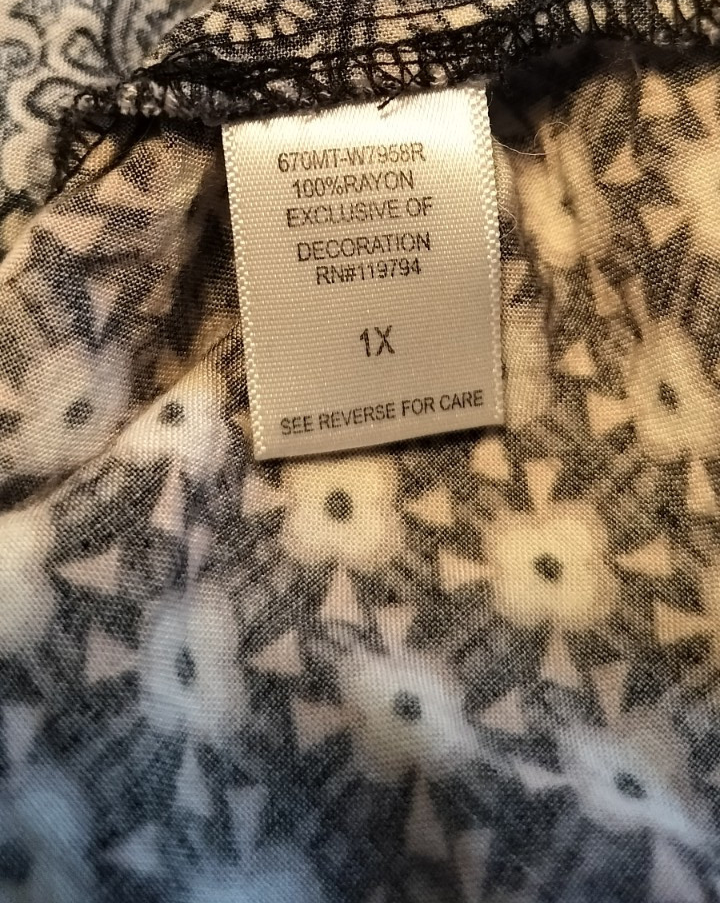 670MT-W7958R
100%RAYON
EXCLUSIVE OF
DECORATION
RN#119794
1X
SEE REVERSE FOR CARE